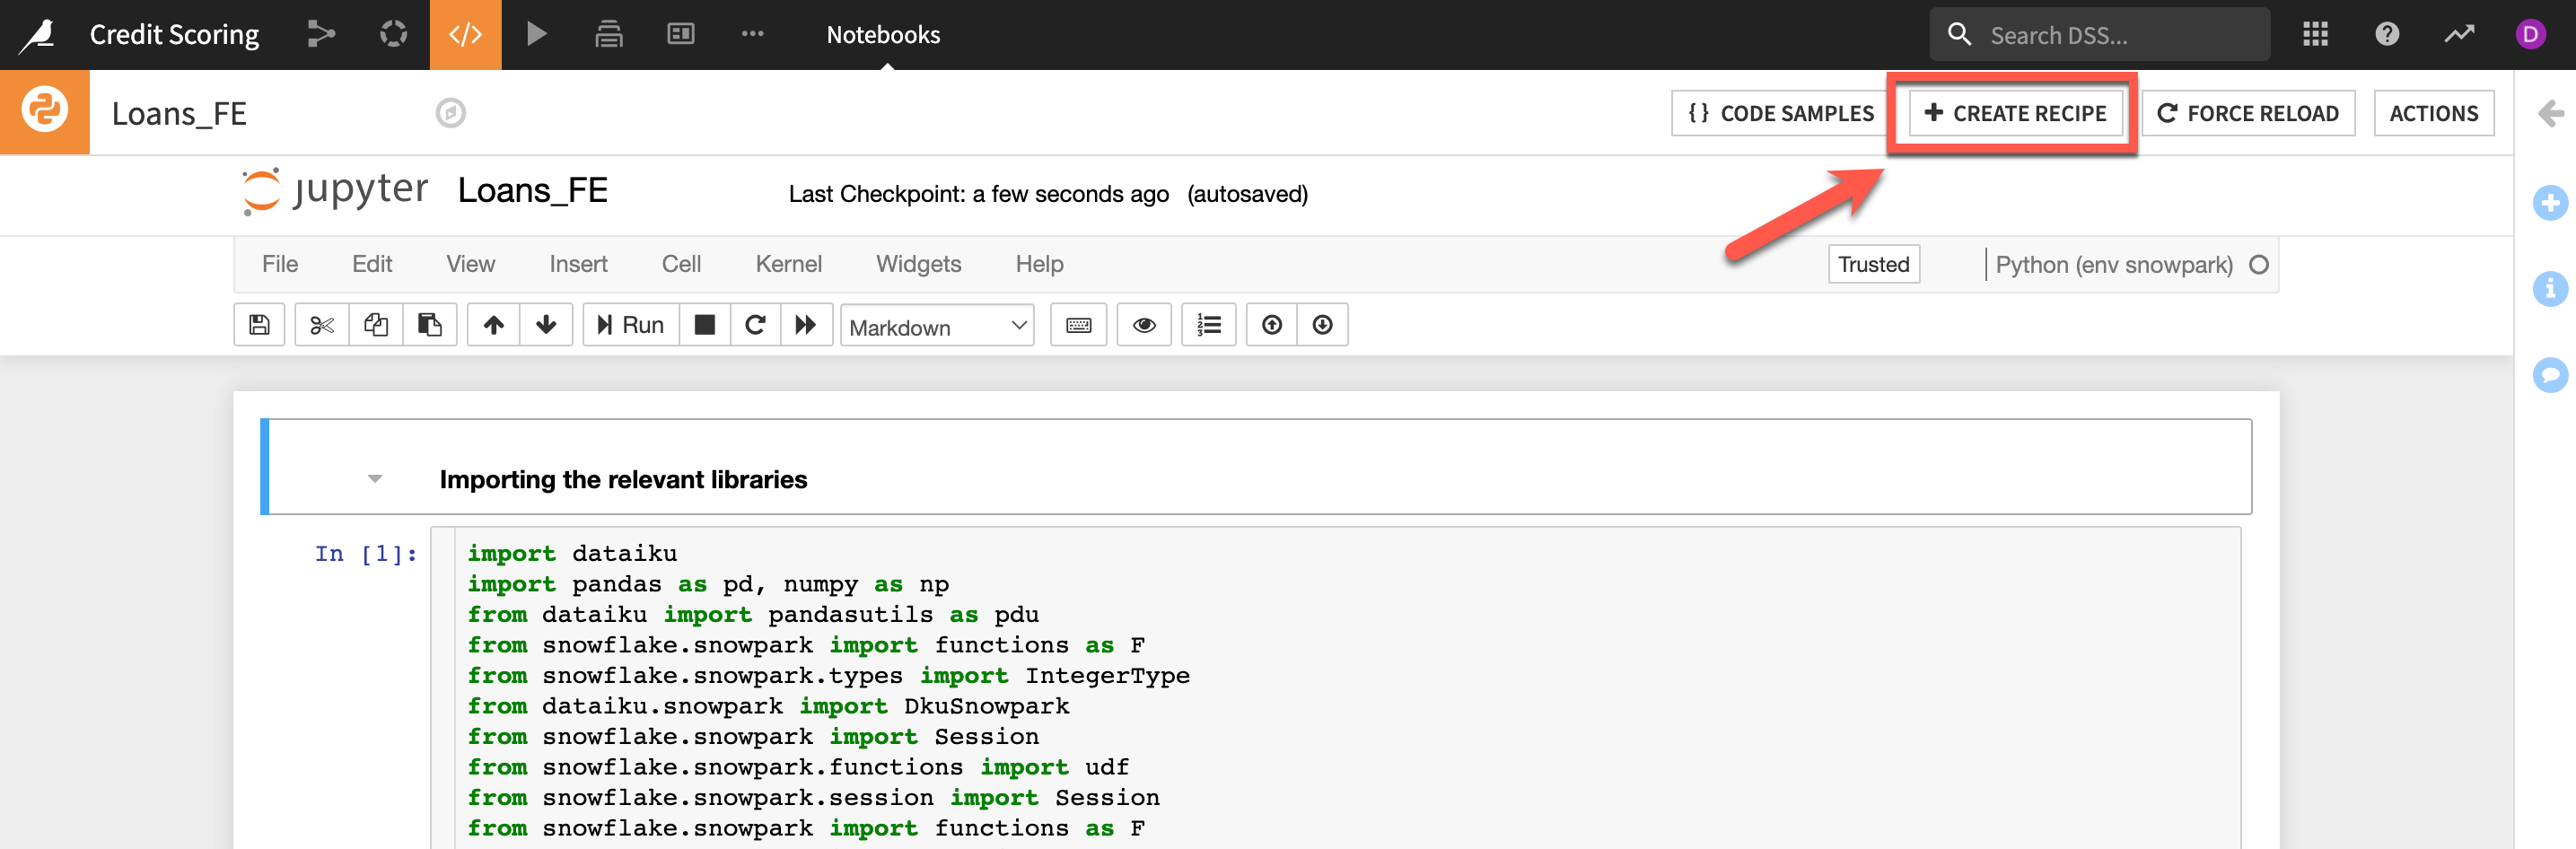 Credit Scoring
Notebooks
Search DSS...
D
Loans_FE
{ } CODE SAMPLES
+ CREATE RECIPE
FORCE RELOAD
ACTIONS
jupyter Loans_FE Last Checkpoint: a few seconds ago (autosaved)
File Edit View Insert Cell Kernel Widgets Help Trusted Python (env snowpark)
Run Markdown
Importing the relevant libraries
In [1]:
import dataiku
import pandas as pd, numpy as np
from dataiku import pandasutils as pdu
from snowflake.snowpark import functions as F
from snowflake.snowpark.types import IntegerType
from dataiku.snowpark import DkuSnowpark
from snowflake.snowpark import Session
from snowflake.snowpark.functions import udf
from snowflake.snowpark.session import Session
from snowflake.snowpark import functions as F